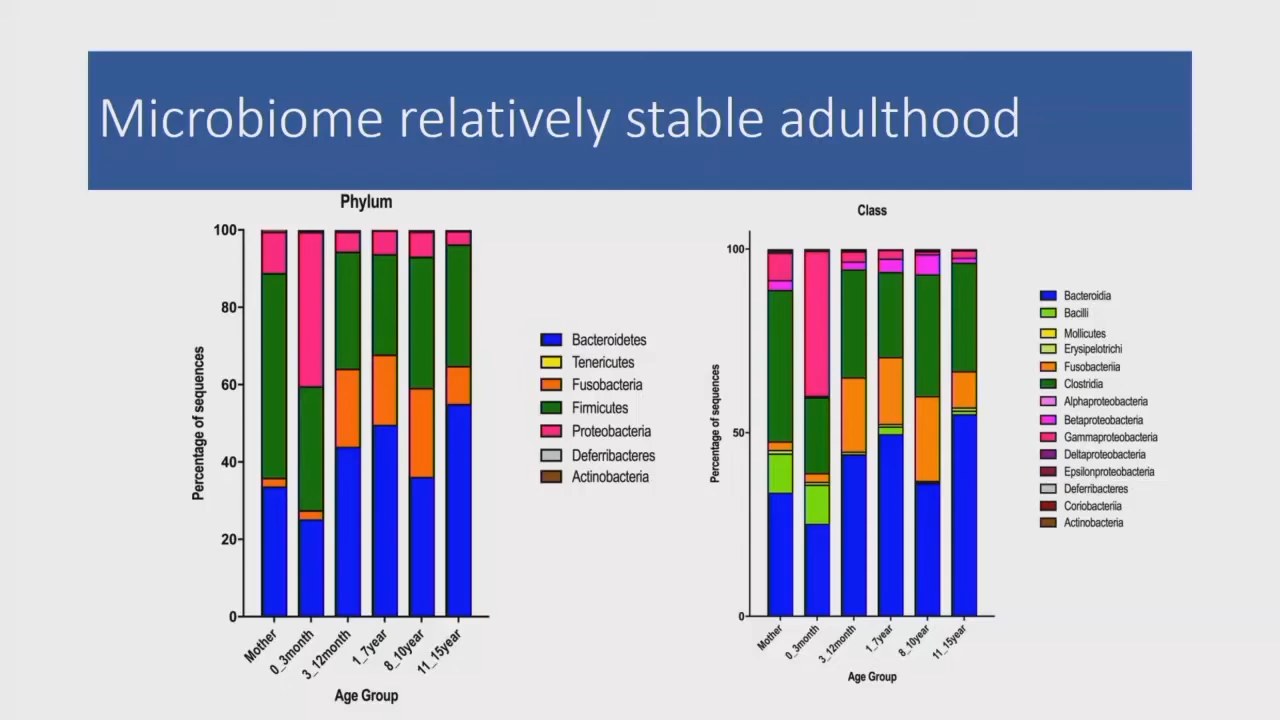 Microbiome relatively stable adulthood
Phylum
100
80
60
40
20
0
Percentage of sequences
Mother
0_3month
3_12month
1_7year
8_10year
11_15year
Age Group
Bacteroidetes
Tenericutes
Fusobacteria
Firmicutes
Proteobacteria
Deferribacteres
Actinobacteria
Class
100
50
0
Percentage of sequences
Mother
0_3month
3_12month
1_7year
8_10year
11_15year
Age Group
Bacteroidia
Bacilli
Mollicutes
Erysipelotrichi
Fusobacteriia
Clostridia
Alphaproteobacteria
Betaproteobacteria
Gammaproteobacteria
Deltaproteobacteria
Epsilonproteobacteria
Deferribacteres
Coriobacteriia
Actinobacteria